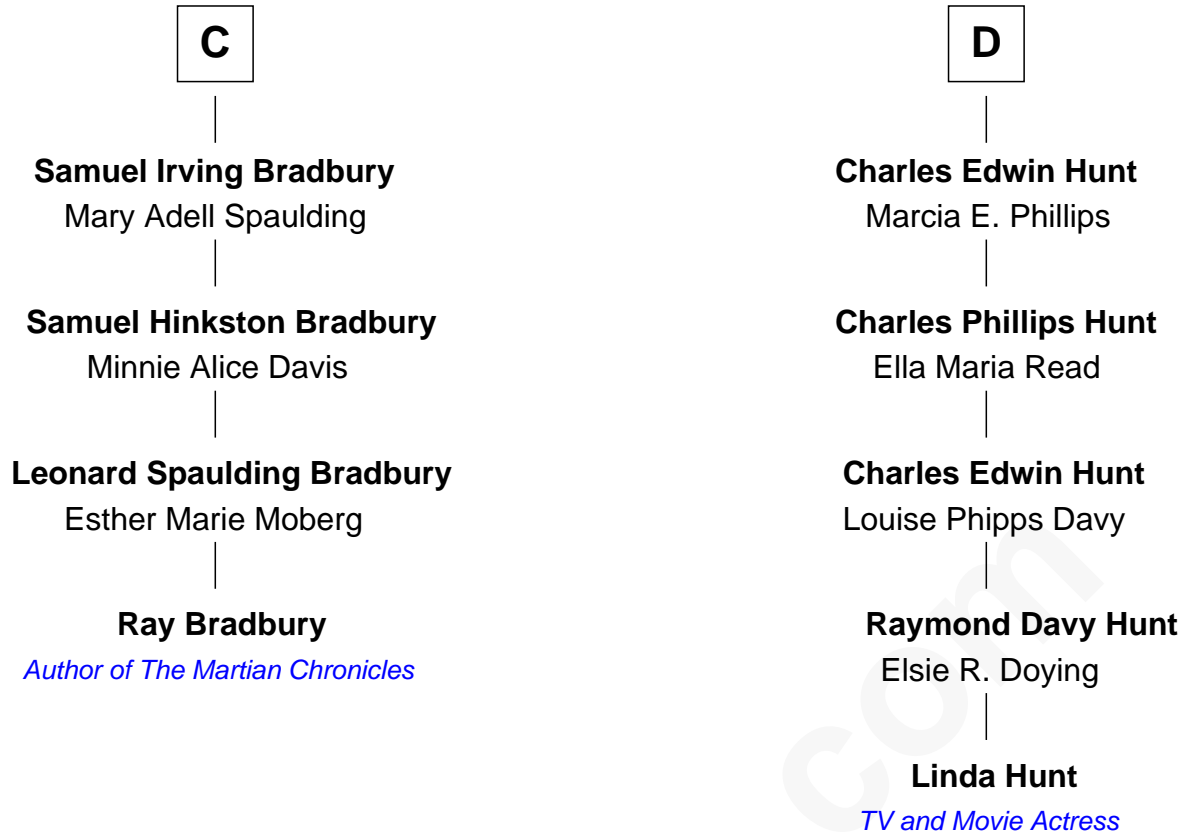 C
Samuel Irving Bradbury
Mary Adell Spaulding
Samuel Hinkston Bradbury
Minnie Alice Davis
Leonard Spaulding Bradbury
Esther Marie Moberg
Ray Bradbury
Author of The Martian Chronicles
D
Charles Edwin Hunt
Marcia E. Phillips
Charles Phillips Hunt
Ella Maria Read
Charles Edwin Hunt
Louise Phipps Davy
Raymond Davy Hunt
Elsie R. Doying
Linda Hunt
TV and Movie Actress
com